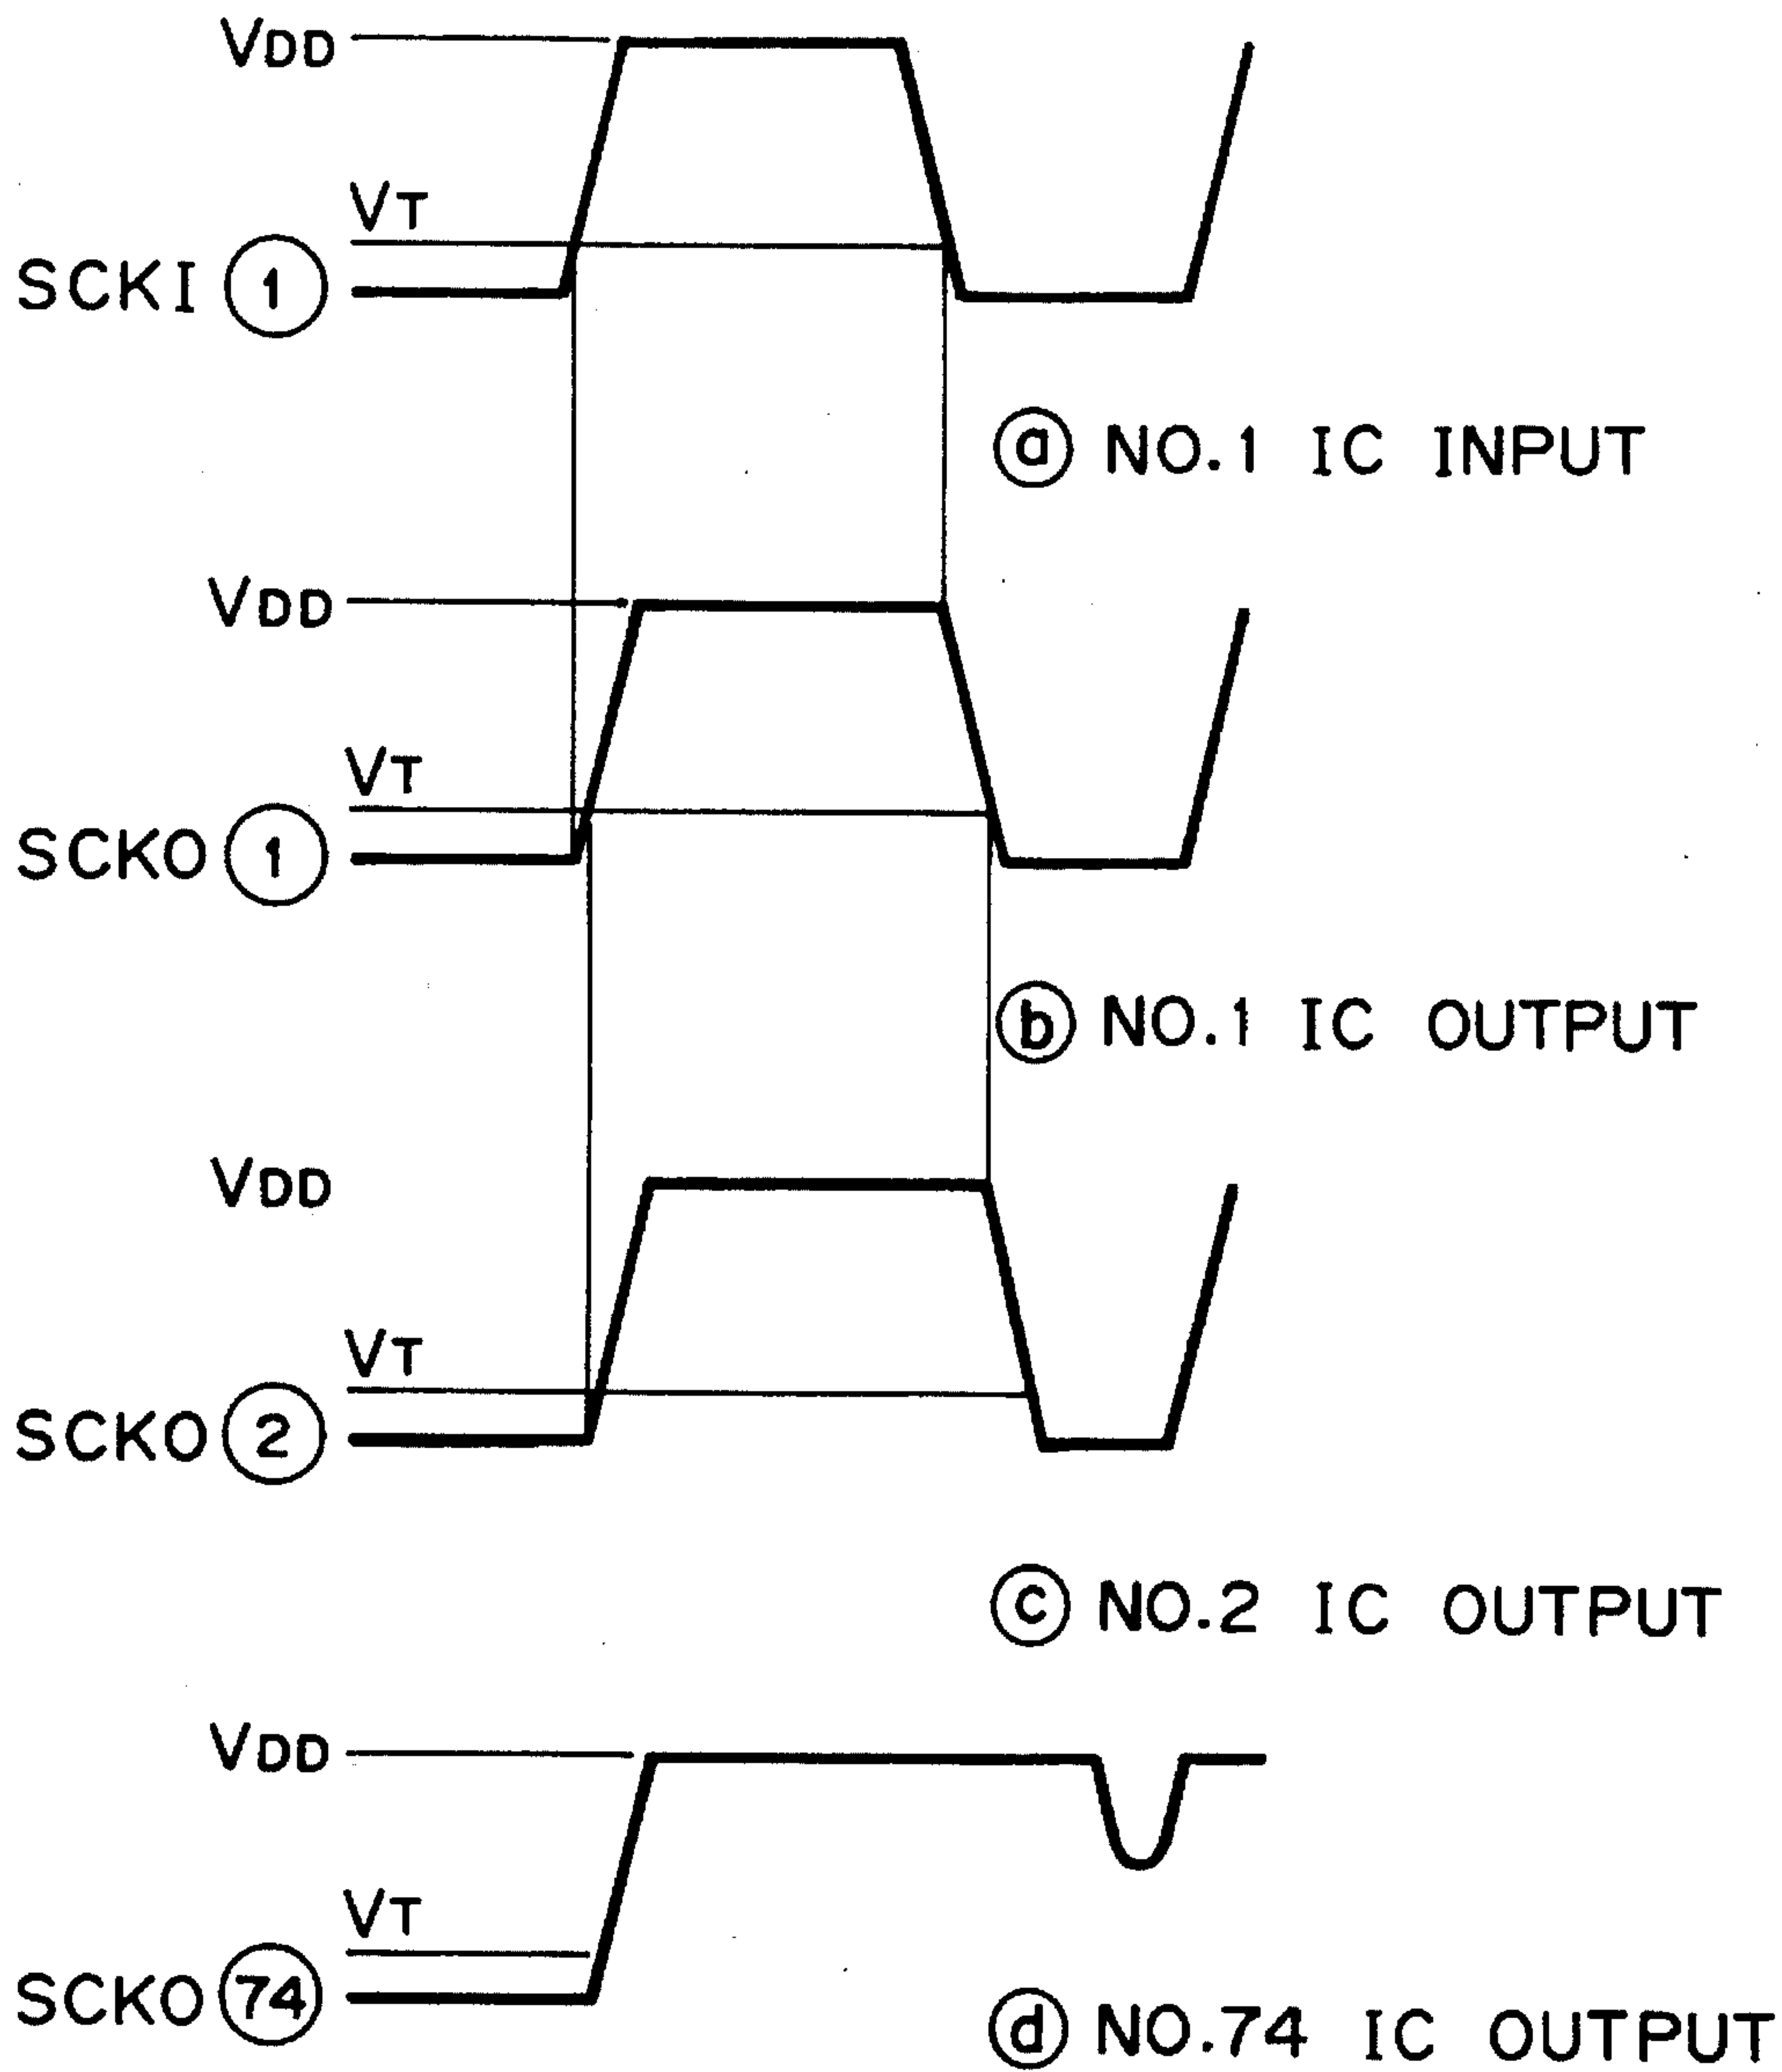 VDD
VT
SCKI 1
a NO.1 IC INPUT
VDD
VT
SCKO 1
b NO.1 IC OUTPUT
VDD
VT
SCKO 2
c NO.2 IC OUTPUT
VDD
VT
SCKO 74
d NO.74 IC OUTPUT